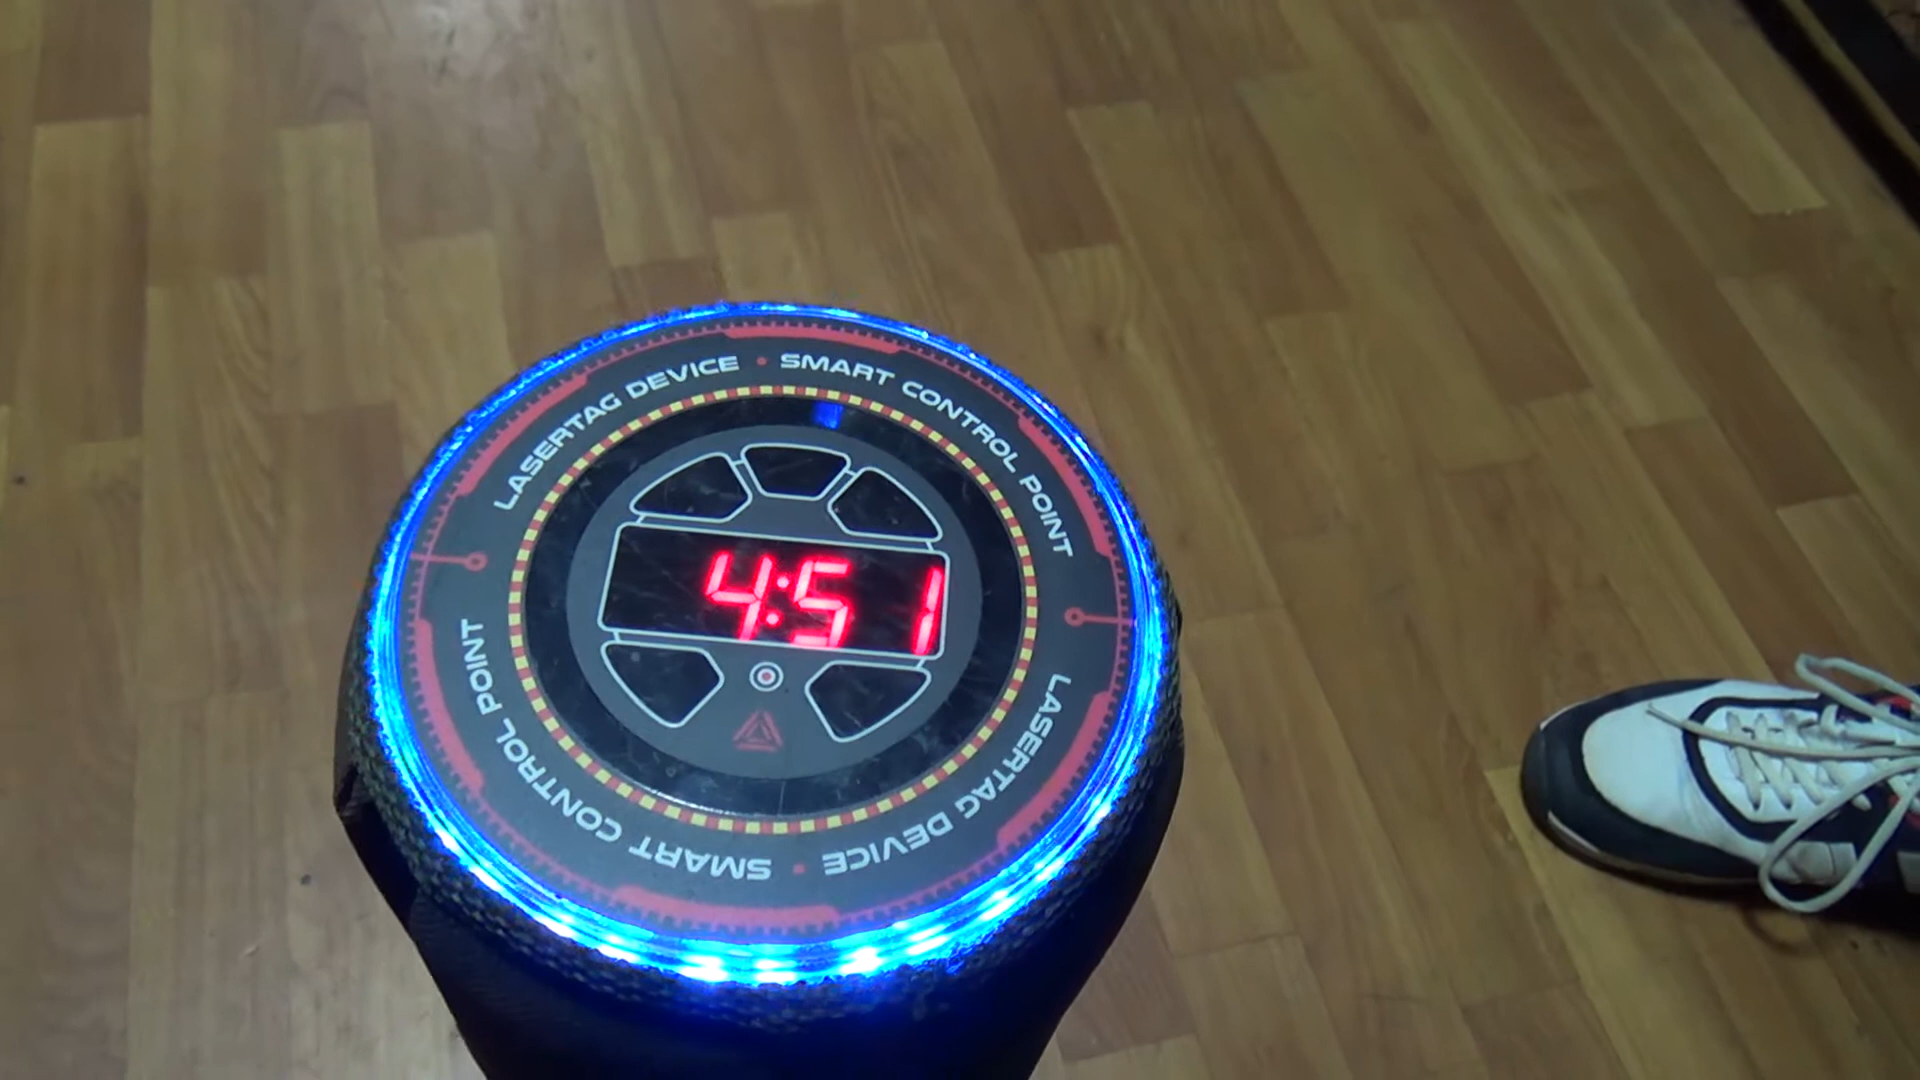 LASERTAG DEVICE • SMART CONTROL POINT
4:51
LASERTAG DEVICE • SMART CONTROL POINT